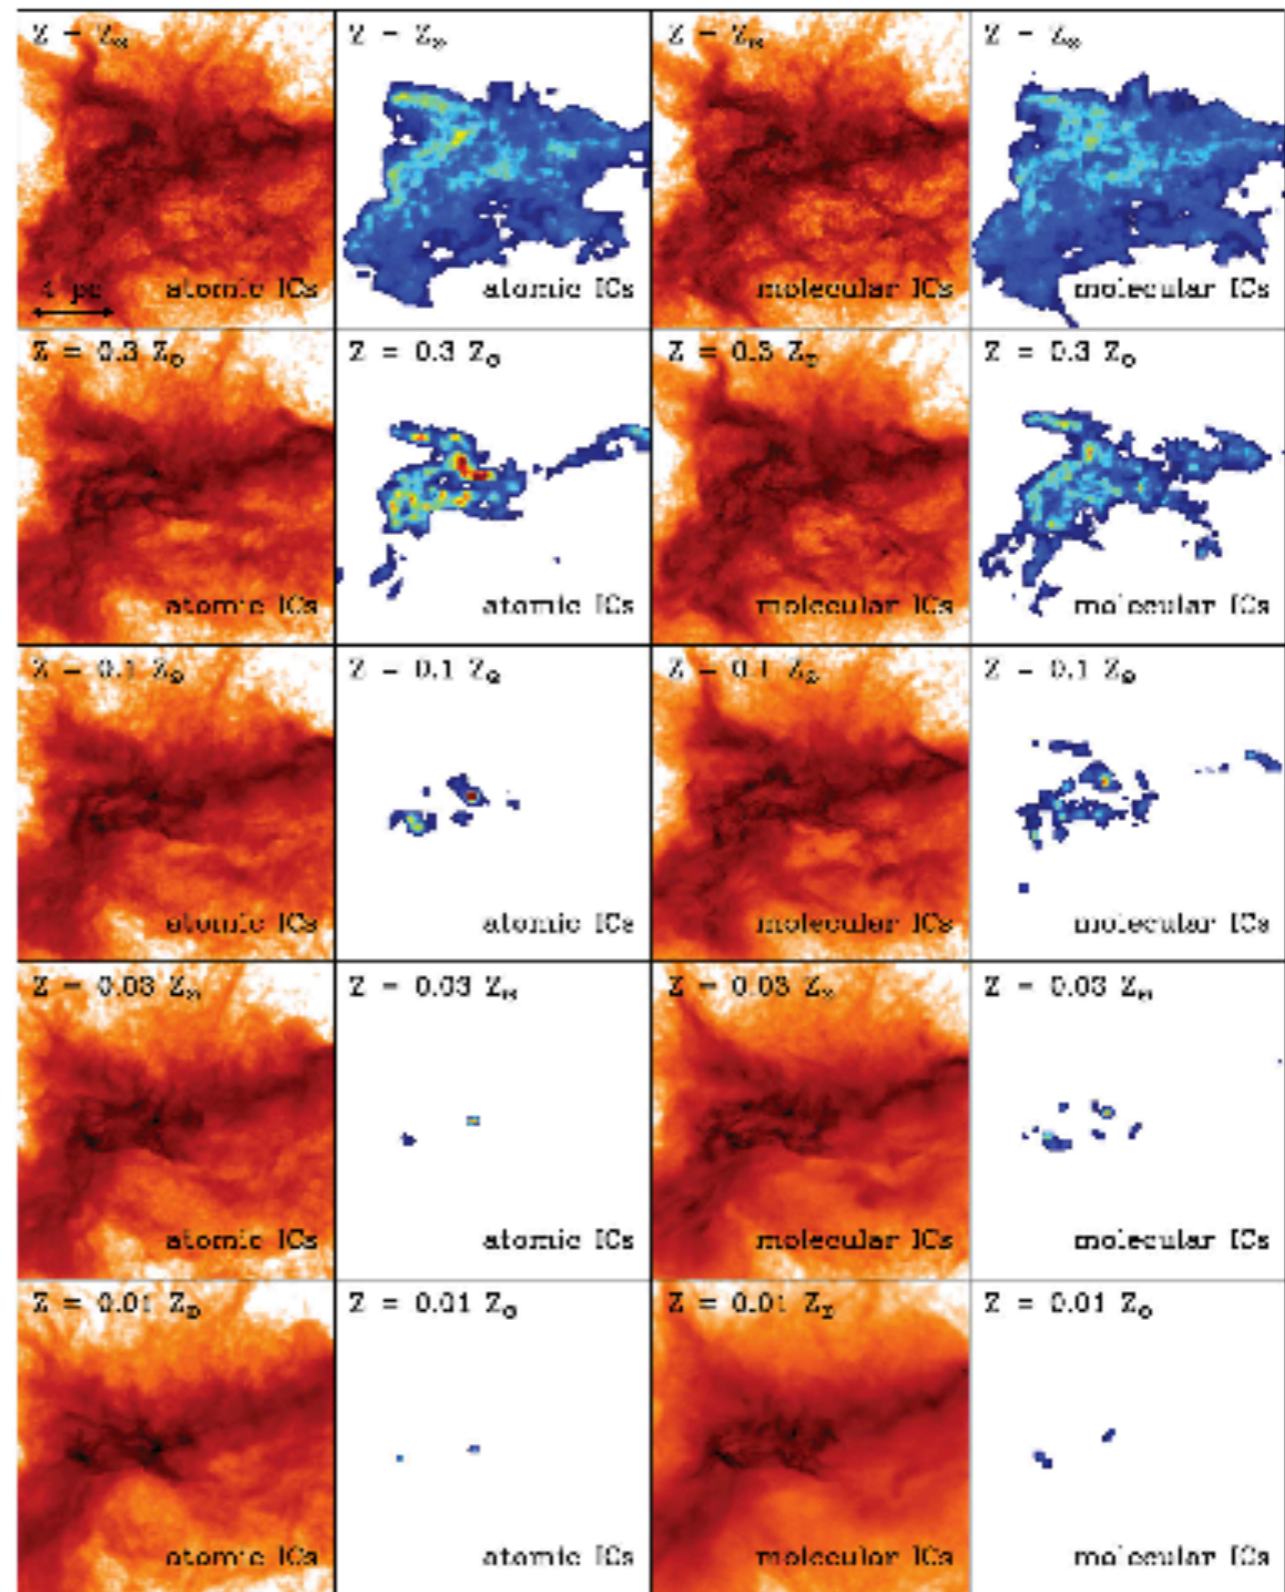 Z = Z⊙
Z = Z⊙
Z = Z⊙
Z = Z⊙
4 pc
atomic ICs
atomic ICs
molecular ICs
molecular ICs
Z = 0.3 Z⊙
Z = 0.3 Z⊙
Z = 0.3 Z⊙
Z = 0.3 Z⊙
atomic ICs
atomic ICs
molecular ICs
molecular ICs
Z = 0.1 Z⊙
Z = 0.1 Z⊙
Z = 0.1 Z⊙
Z = 0.1 Z⊙
atomic ICs
atomic ICs
molecular ICs
molecular ICs
Z = 0.03 Z⊙
Z = 0.03 Z⊙
Z = 0.03 Z⊙
Z = 0.03 Z⊙
atomic ICs
atomic ICs
molecular ICs
molecular ICs
Z = 0.01 Z⊙
Z = 0.01 Z⊙
Z = 0.01 Z⊙
Z = 0.01 Z⊙
atomic ICs
atomic ICs
molecular ICs
molecular ICs